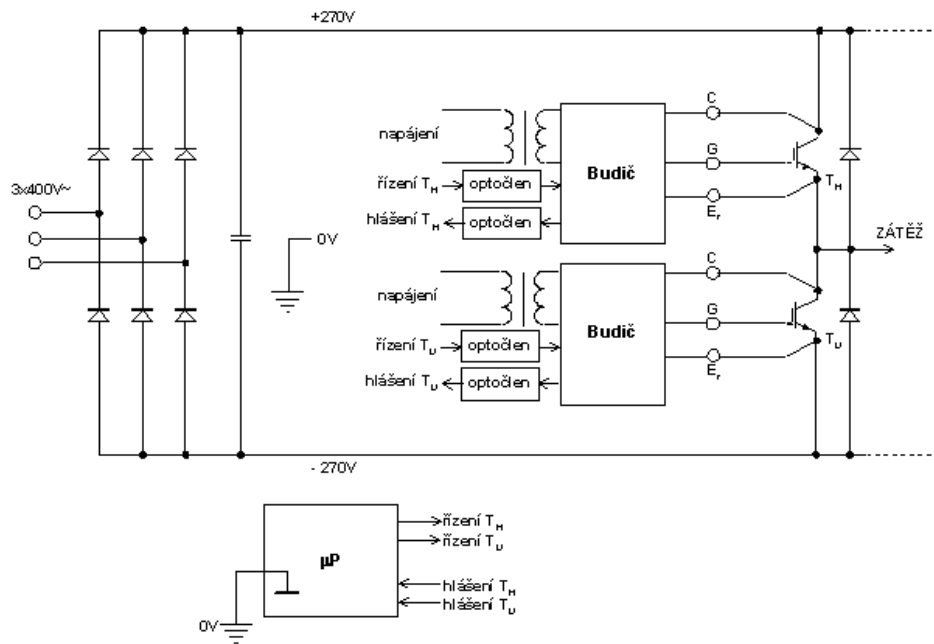 +270V
3x400V~
0V
napájení
řízení T_H
optočlen
hlášení T_H
optočlen
Budič
C
G
E_r
T_H
ZÁTĚŽ
napájení
řízení T_D
optočlen
hlášení T_D
optočlen
Budič
C
G
E_r
T_D
- 270V
µP
řízení T_H
řízení T_D
hlášení T_H
hlášení T_D
0V